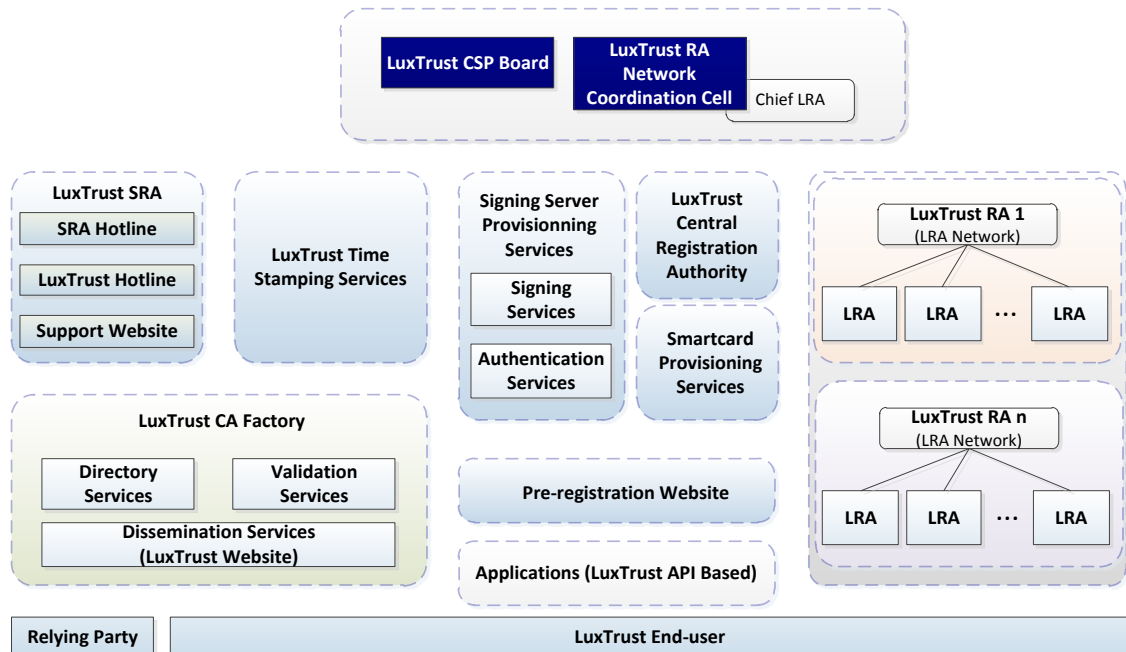 LuxTrust CSP Board
LuxTrust RA
Network
Coordination Cell
Chief LRA
LuxTrust SRA
SRA Hotline
LuxTrust Hotline
Support Website
LuxTrust Time
Stamping Services
Signing Server
Provisionning
Services
Signing
Services
Authentication
Services
LuxTrust
Central
Registration
Authority
Smartcard
Provisioning
Services
LuxTrust RA 1
(LRA Network)
LRA
LRA
...
LRA
LuxTrust RA n
(LRA Network)
LRA
LRA
...
LRA
LuxTrust CA Factory
Directory
Services
Validation
Services
Dissemination Services
(LuxTrust Website)
Pre-registration Website
Applications (LuxTrust API Based)
Relying Party
LuxTrust End-user